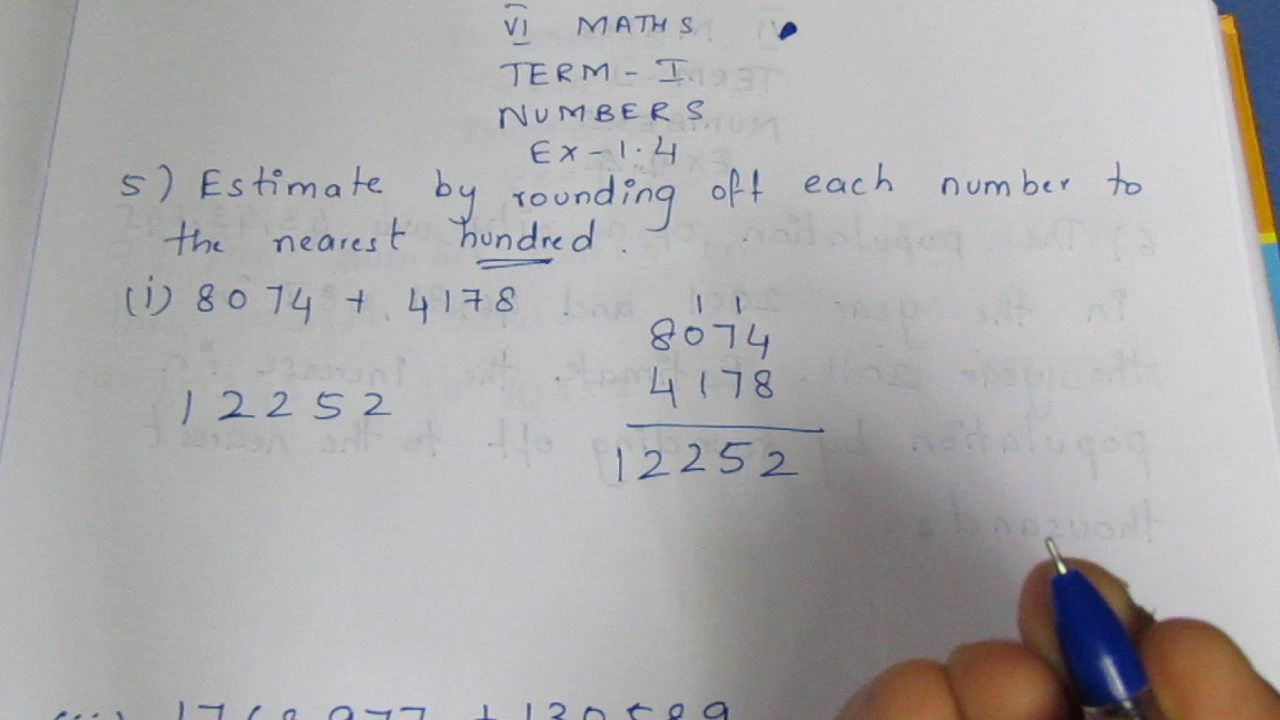 VI MATHS
TERM - I
NUMBERS
Ex - 1.4
5) Estimate by rounding off each number to
the nearest hundred.
(i) 8074 + 4178
1 1
8074
4178
12252
12252